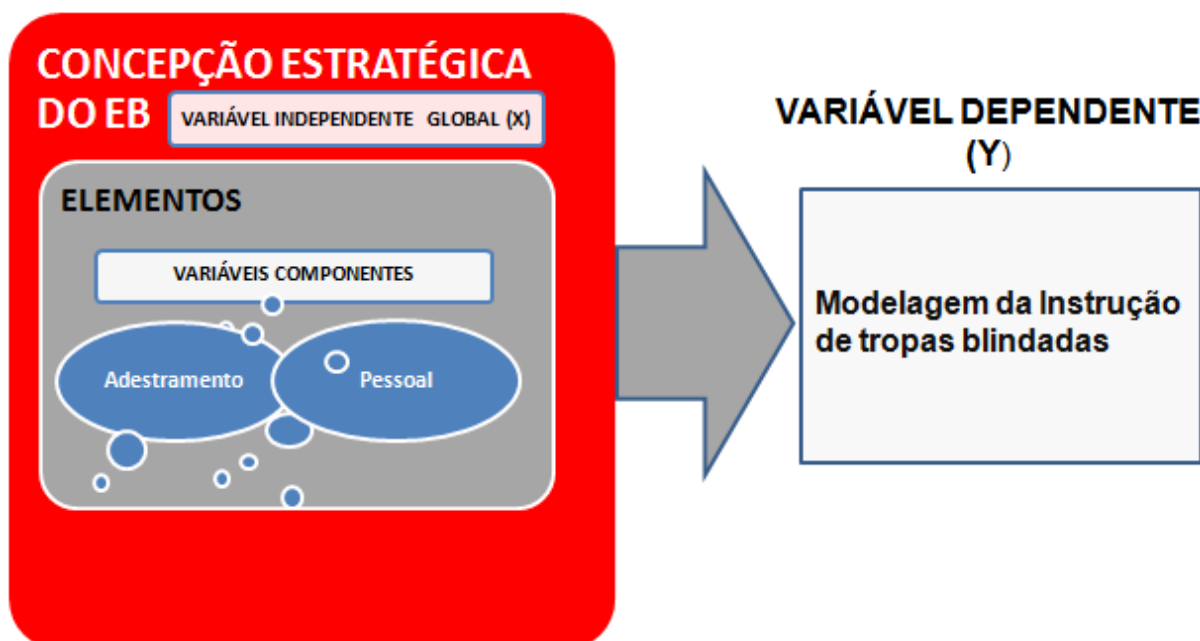 CONCEPÇÃO ESTRATÉGICA
DO EB
VARIÁVEL INDEPENDENTE GLOBAL (X)
ELEMENTOS
VARIÁVEIS COMPONENTES
Adestramento
Pessoal
VARIÁVEL DEPENDENTE
(Y)
Modelagem da Instrução
de tropas blindadas